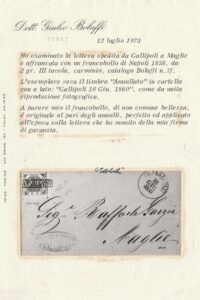 Dott. Giulio Bolaffi
12 luglio 1973
Ho esaminato la lettera spedita da Gallipoli a Maglie
e affrancata con un francobollo di Napoli 1858, da
2 gr. III tavola, carminio, catalogo Bolaffi n. 7f.
L'esemplare reca il timbro "Annullato" in cartella
con a lato: "Gallipoli 18 Giu. 1860", come da unita
riproduzione fotografica.
A parere mio il francobollo, di non comune bellezza,
è originale al pari degli annulli, perfetto ed applicato
all'epoca sulla lettera che ho munito della mia firma
di garanzia.
Maglie